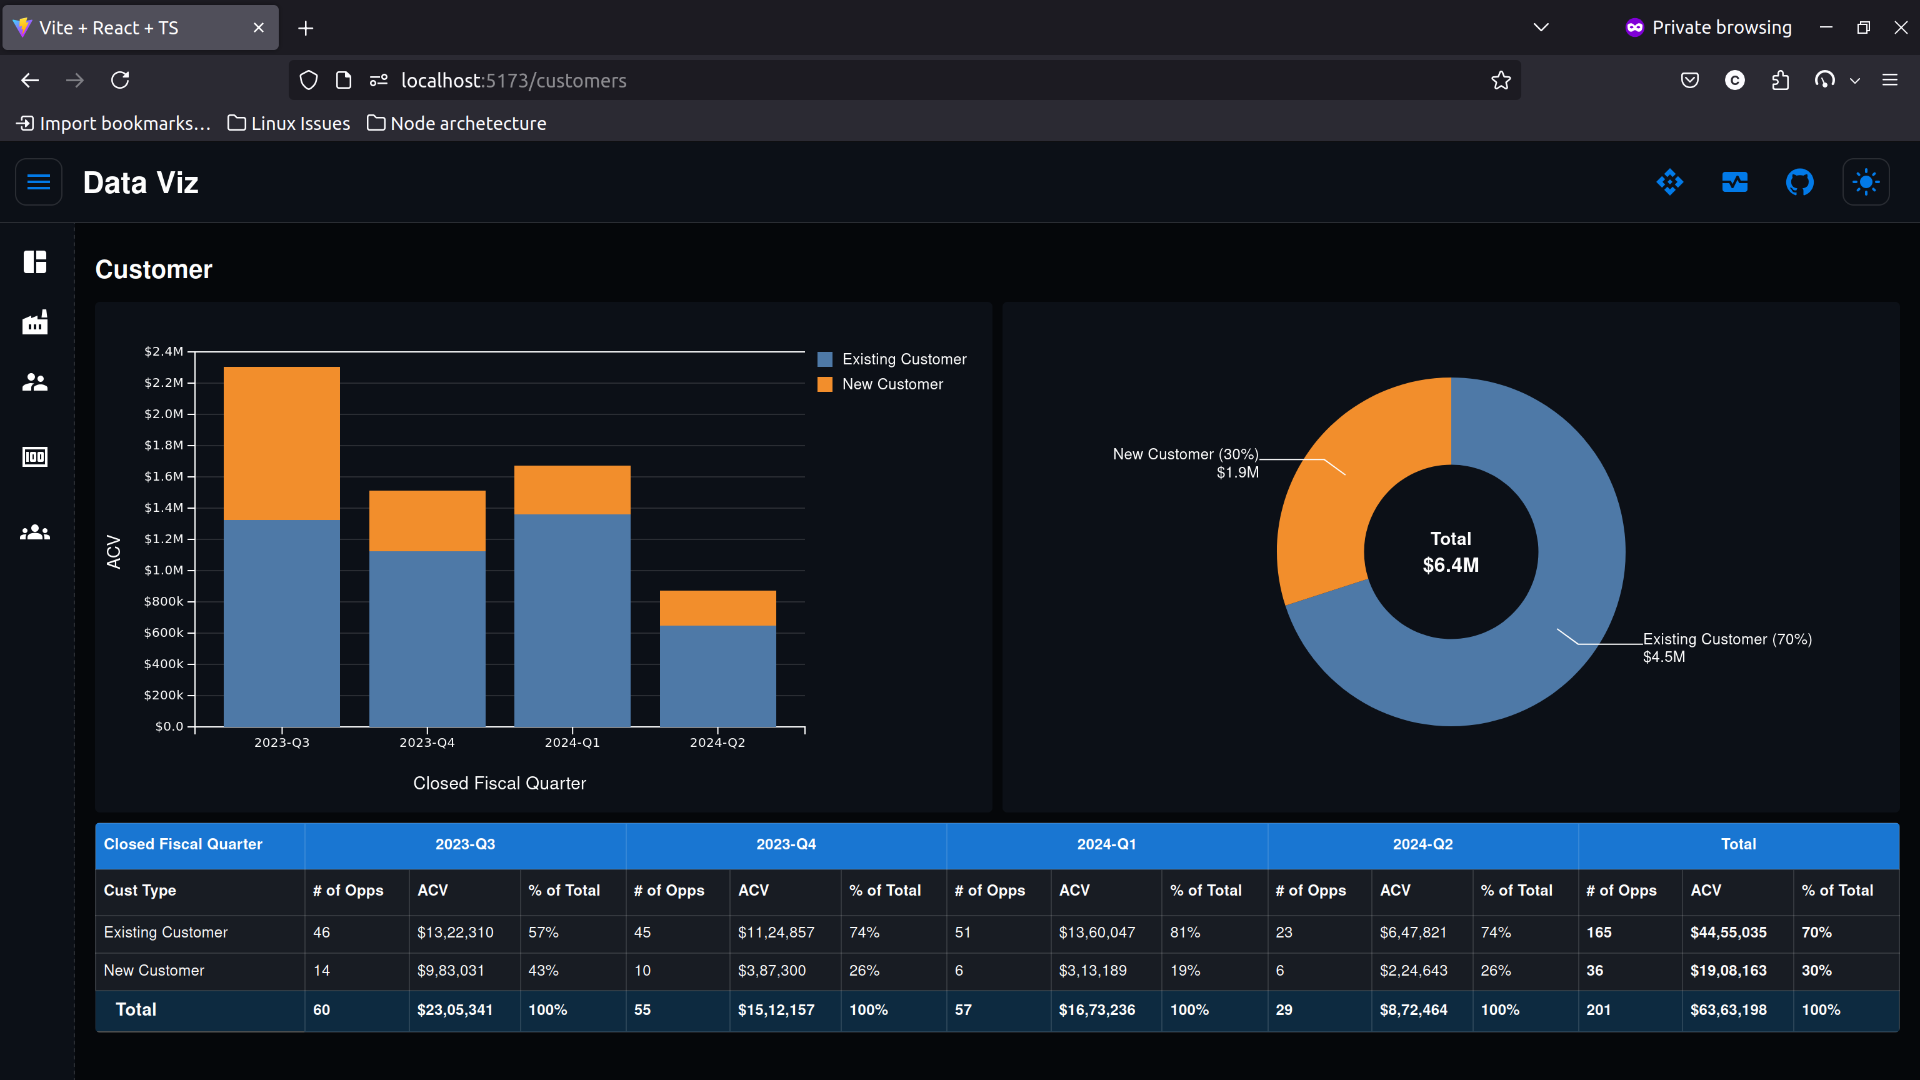 Vite + React + TS
Private browsing
localhost:5173/customers
Import bookmarks... Linux Issues Node archetecture
Data Viz
Customer
$2.4M
$2.2M
$2.0M
$1.8M
$1.6M
$1.4M
$1.2M
$1.0M
$800k
$600k
$400k
$200k
$0.0
ACV
2023-Q3 2023-Q4 2024-Q1 2024-Q2
Closed Fiscal Quarter
Existing Customer
New Customer
New Customer (30%)
$1.9M
Total
$6.4M
Existing Customer (70%)
$4.5M
Closed Fiscal Quarter 2023-Q3 2023-Q4 2024-Q1 2024-Q2 Total
Cust Type # of Opps ACV % of Total # of Opps ACV % of Total # of Opps ACV % of Total # of Opps ACV % of Total # of Opps ACV % of Total
Existing Customer 46 $13,22,310 57% 45 $11,24,857 74% 51 $13,60,047 81% 23 $6,47,821 74% 165 $44,55,035 70%
New Customer 14 $9,83,031 43% 10 $3,87,300 26% 6 $3,13,189 19% 6 $2,24,643 26% 36 $19,08,163 30%
Total 60 $23,05,341 100% 55 $15,12,157 100% 57 $16,73,236 100% 29 $8,72,464 100% 201 $63,63,198 100%